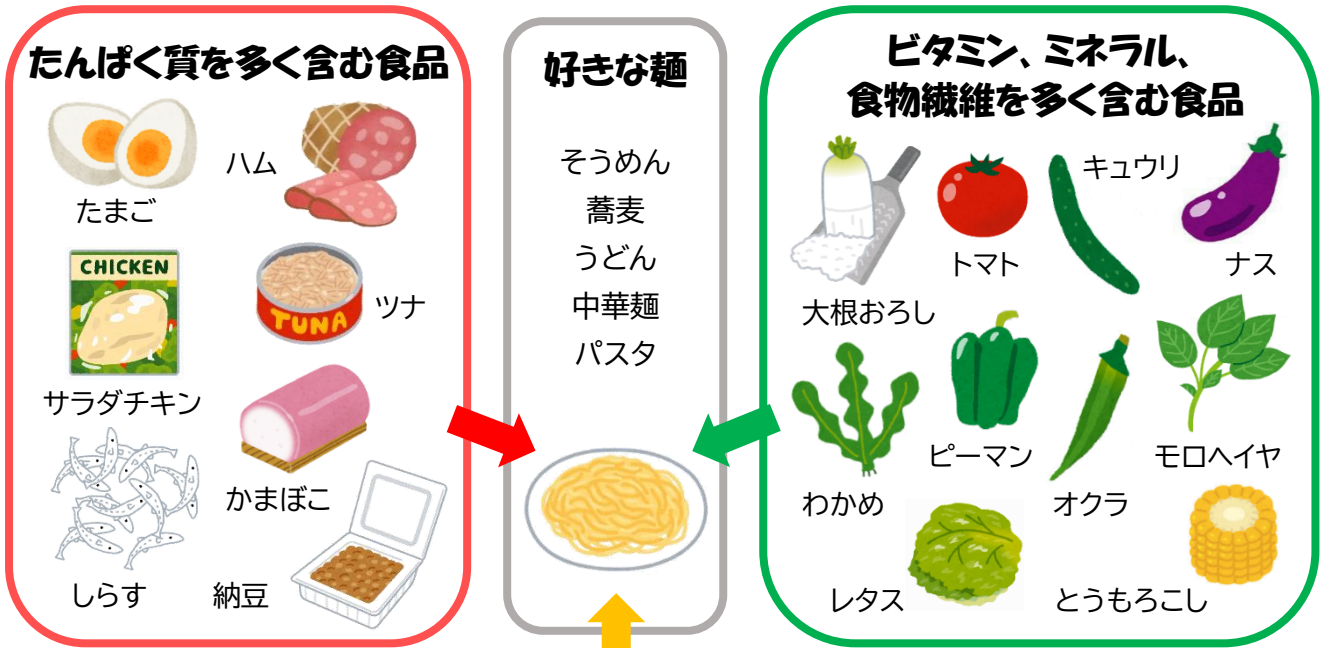 たんぱく質を多く含む食品
たまご
ハム
CHICKEN
サラダチキン
TUNA
ツナ
かまぼこ
しらす
納豆
好きな麺
そうめん
蕎麦
うどん
中華麺
パスタ
ビタミン、ミネラル、
食物繊維を多く含む食品
大根おろし
トマト
キュウリ
ナス
わかめ
ピーマン
オクラ
モロヘイヤ
レタス
とうもろこし